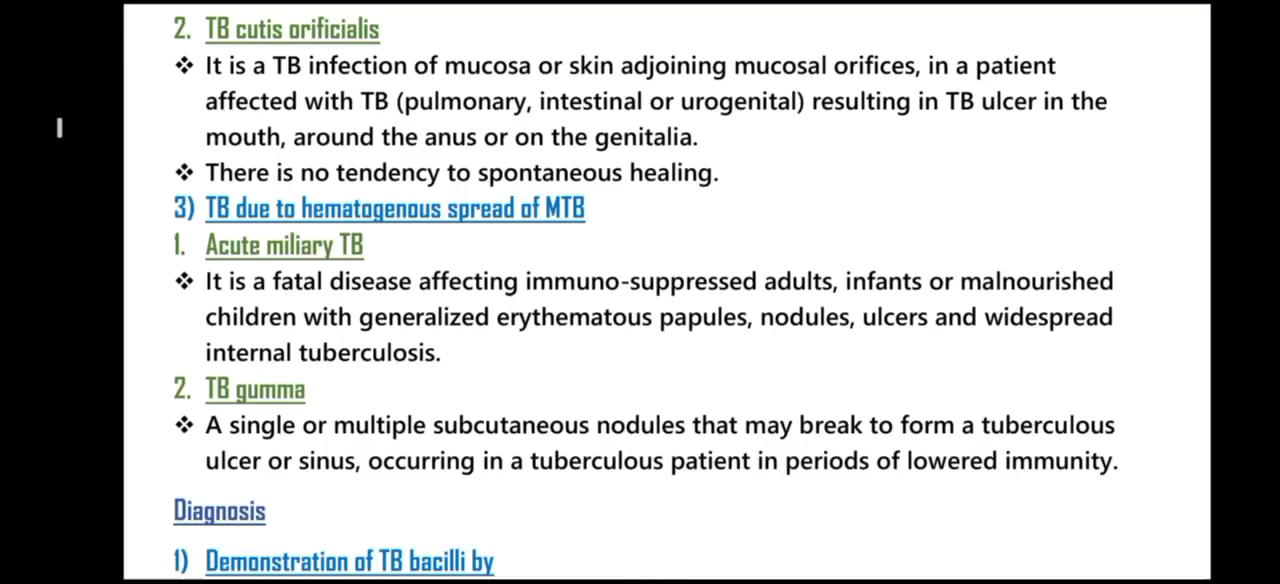 2. TB cutis orificialis
❖ It is a TB infection of mucosa or skin adjoining mucosal orifices, in a patient
affected with TB (pulmonary, intestinal or urogenital) resulting in TB ulcer in the
mouth, around the anus or on the genitalia.
❖ There is no tendency to spontaneous healing.
3) TB due to hematogenous spread of MTB
1. Acute miliary TB
❖ It is a fatal disease affecting immuno-suppressed adults, infants or malnourished
children with generalized erythematous papules, nodules, ulcers and widespread
internal tuberculosis.
2. TB gumma
❖ A single or multiple subcutaneous nodules that may break to form a tuberculous
ulcer or sinus, occurring in a tuberculous patient in periods of lowered immunity.
Diagnosis
1) Demonstration of TB bacilli by